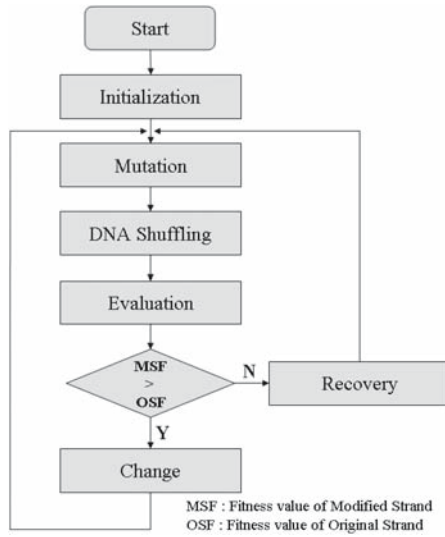 Start
Initialization
Mutation
DNA Shuffling
Evaluation
MSF
>
OSF
N
Recovery
Y
Change
MSF : Fitness value of Modified Strand
OSF : Fitness value of Original Strand